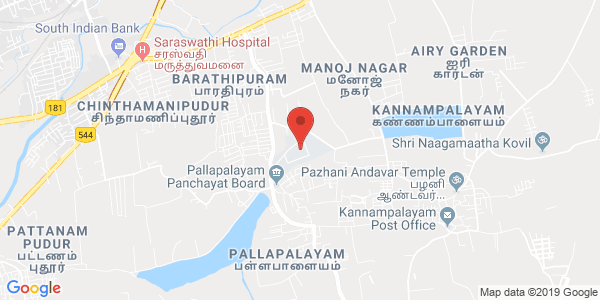 South Indian Bank
Saraswathi Hospital
சரஸ்வதி
மருத்துவமனை
AIRY GARDEN
ஐரி
கார்டன்
MANOJ NAGAR
மனோஜ்
நகர்
BARATHIPURAM
பாரதிபுரம்
CHINTHAMANIPUDUR
சிந்தாமணிப்புதூர்
181
544
KANNAMPALAYAM
கண்ணம்பாளையம்
Shri Naagamaatha Kovil
Pallapalayam
Panchayat Board
Pazhani Andavar Temple
பழனி
ஆண்டவர்
...
Kannampalayam
Post Office
PATTANAM
PUDUR
பட்டணம்
புதூர்
PALLAPALAYAM
பள்ளபாளையம்
Google
Map data ©2019 Google